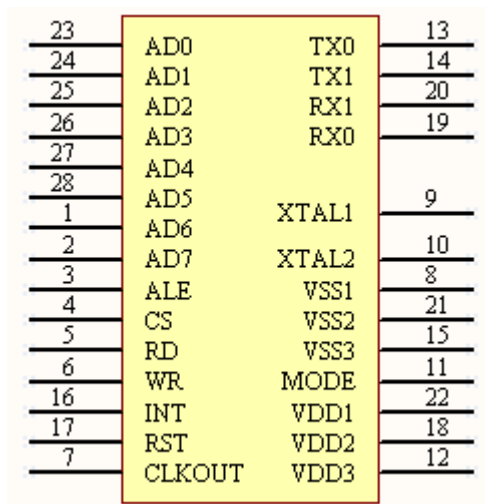 23 AD0 TX0 13
24 AD1 TX1 14
25 AD2 RX1 20
26 AD3 RX0 19
27 AD4
28 AD5
1 AD6 XTAL1 9
2 AD7 XTAL2 10
3 ALE VSS1 8
4 CS VSS2 21
5 RD VSS3 15
6 WR MODE 11
16 INT VDD1 22
17 RST VDD2 18
7 CLKOUT VDD3 12